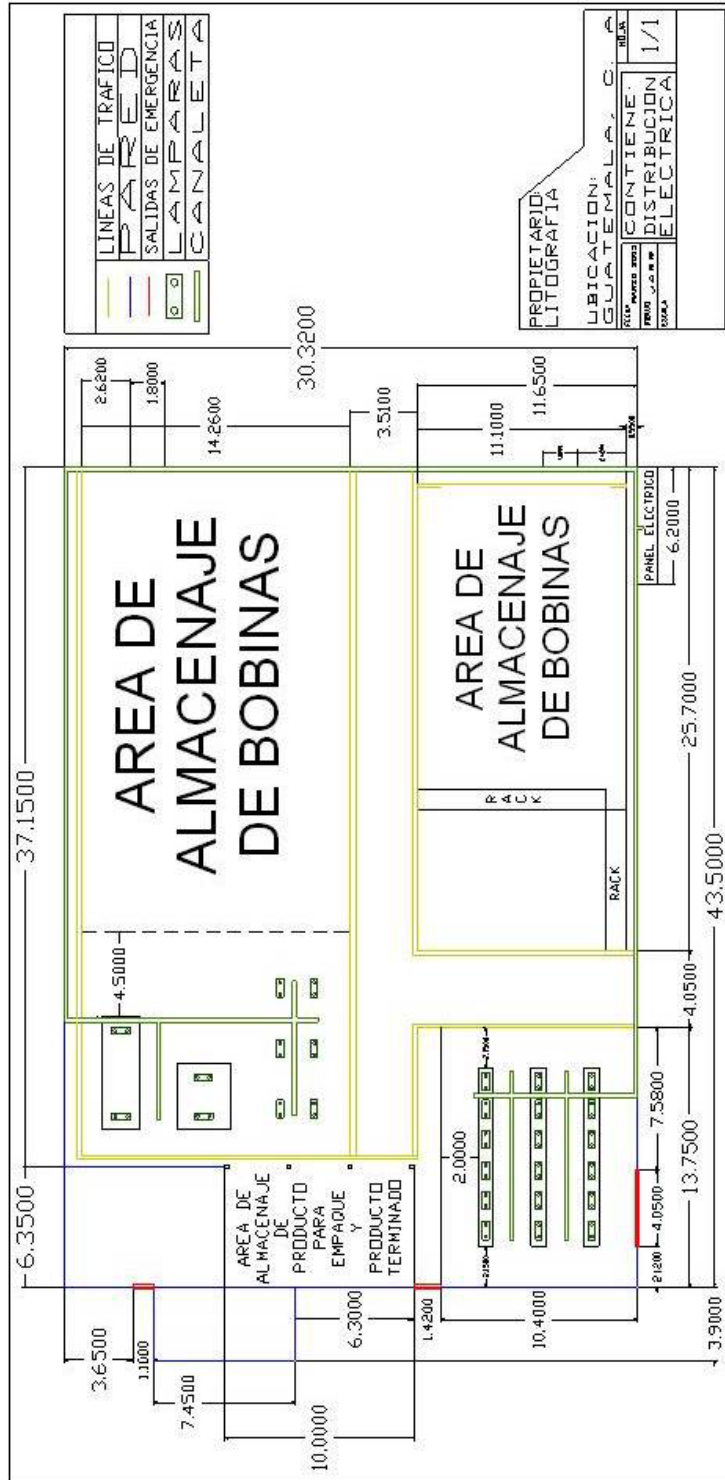 LINEAS DE TRAFICO
PARED
SALIDAS DE EMERGENCIA
LAMPARAS
CANALETA
PROPIETARIO:
LITOGRAFIA
UBICACION:
GUATEMALA, C. A
MARZO
ESCALA
CONTIENE:
DISTRIBUCION
ELECTRICA
HOJA
1/1
6.3500
37.1500
30.3200
2.6200
1.8000
14.2600
3.5100
11.6500
11.1000
3.6500
1.1000
7.4500
10.0000
6.3000
1.4200
10.4000
3.9000
4.5000
AREA DE
ALMACENAJE
DE BOBINAS
AREA DE
ALMACENAJE
DE
PRODUCTO
PARA
EMPAQUE
Y
PRODUCTO
TERMINADO
2.0000
AREA DE
ALMACENAJE
DE BOBINAS
RACK
RACK
PANEL ELECTRICO
6.2000
2.1200
4.0500
7.5800
13.7500
4.0500
25.7000
43.5000